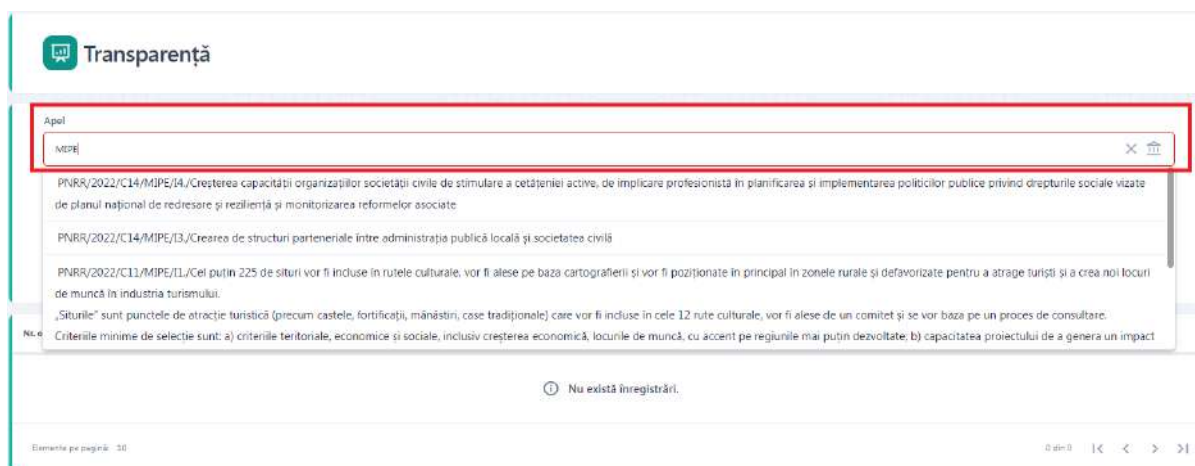 Transparență
Apel
MIPE
PNRR/2022/C14/MIPE/I4./Creșterea capacității organizațiilor societății civile de stimulare a cetățeniei active, de implicare profesionistă în planificarea și implementarea politicilor publice privind drepturile sociale vizate
de planul național de redresare și reziliență și monitorizarea reformelor asociate
PNRR/2022/C14/MIPE/I3./Crearea de structuri parteneriale între administrația publică locală și societatea civilă
PNRR/2022/C11/MIPE/I1./Cel puțin 225 de situri vor fi incluse în rutele culturale, vor fi alese pe baza cartografierii și vor fi poziționate în principal în zonele rurale și defavorizate pentru a atrage turiști și a crea noi locuri
de muncă în industria turismului.
„Siturile” sunt punctele de atracție turistică (precum castele, fortificații, mănăstiri, case tradiționale) care vor fi incluse în cele 12 rute culturale, vor fi alese de un comitet și se vor baza pe un proces de consultare.
Nr.
Criteriile minime de selecție sunt: a) criteriile teritoriale, economice și sociale, inclusiv creșterea economică, locurile de muncă, cu accent pe regiunile mai puțin dezvoltate; b) capacitatea proiectului de a genera un impact
Nu există înregistrări.
Elemente pe pagină: 10
0 din 0